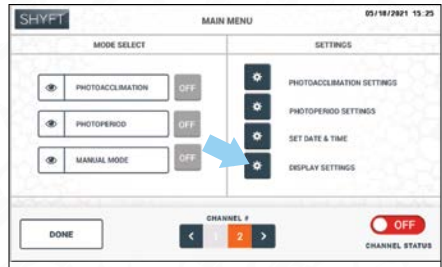 SHYFT
MAIN MENU
05/18/2021 15:25
MODE SELECT
SETTINGS
PHOTOACCLIMATION OFF
PHOTOPERIOD OFF
MANUAL MODE OFF
PHOTOACCLIMATION SETTINGS
PHOTOPERIOD SETTINGS
SET DATE & TIME
DISPLAY SETTINGS
DONE
CHANNEL #
< 1 2 >
OFF
CHANNEL STATUS